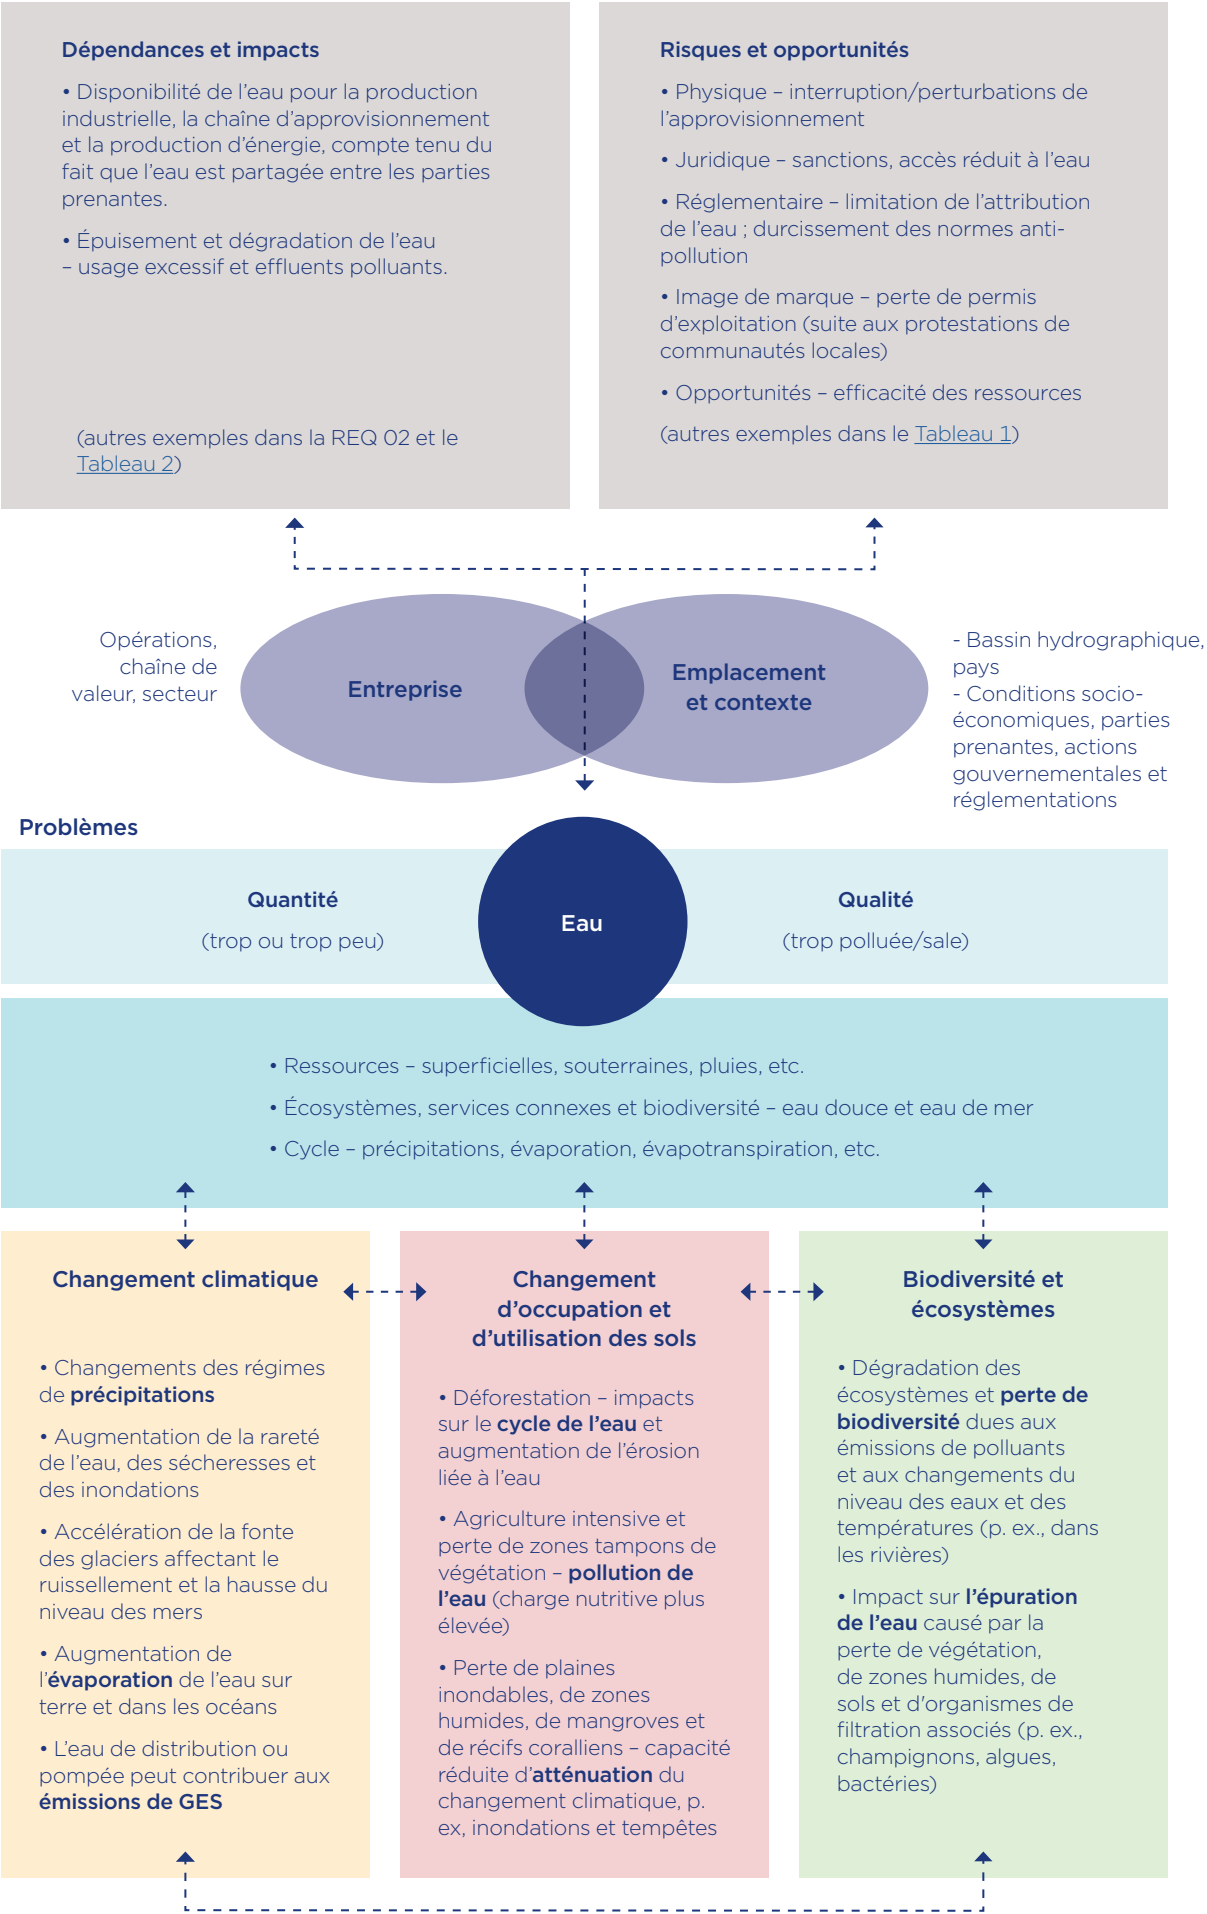 Dépendances et impacts
• Disponibilité de l’eau pour la production
industrielle, la chaîne d’approvisionnement
et la production d’énergie, compte tenu du
fait que l’eau est partagée entre les parties
prenantes.
• Épuisement et dégradation de l’eau
– usage excessif et effluents polluants.
(autres exemples dans la REQ 02 et le
Tableau 2)
Risques et opportunités
• Physique – interruption/perturbations de
l’approvisionnement
• Juridique – sanctions, accès réduit à l’eau
• Réglementaire – limitation de l’attribution
de l’eau ; durcissement des normes anti-
pollution
• Image de marque – perte de permis
d’exploitation (suite aux protestations de
communautés locales)
• Opportunités – efficacité des ressources
(autres exemples dans le Tableau 1)
Opérations,
chaîne de
valeur, secteur
Entreprise
Emplacement
et contexte
- Bassin hydrographique,
pays
- Conditions socio-
économiques, parties
prenantes, actions
gouvernementales et
réglementations
Problèmes
Quantité
(trop ou trop peu)
Eau
Qualité
(trop polluée/sale)
• Ressources – superficielles, souterraines, pluies, etc.
• Écosystèmes, services connexes et biodiversité – eau douce et eau de mer
• Cycle – précipitations, évaporation, évapotranspiration, etc.
Changement climatique
• Changements des régimes
de précipitations
• Augmentation de la rareté
de l’eau, des sécheresses et
des inondations
• Accélération de la fonte
des glaciers affectant le
ruissellement et la hausse du
niveau des mers
• Augmentation de
l’évaporation de l’eau sur
terre et dans les océans
• L’eau de distribution ou
pompée peut contribuer aux
émissions de GES
Changement
d’occupation et
d’utilisation des sols
• Déforestation – impacts
sur le cycle de l’eau et
augmentation de l’érosion
liée à l’eau
• Agriculture intensive et
perte de zones tampons de
végétation – pollution de
l’eau (charge nutritive plus
élevée)
• Perte de plaines
inondables, de zones
humides, de mangroves et
de récifs coralliens – capacité
réduite d’atténuation du
changement climatique, p.
ex, inondations et tempêtes
Biodiversité et
écosystèmes
• Dégradation des
écosystèmes et perte de
biodiversité dues aux
émissions de polluants
et aux changements du
niveau des eaux et des
températures (p. ex., dans
les rivières)
• Impact sur l’épuration
de l’eau causé par la
perte de végétation,
de zones humides, de
sols et d'organismes de
filtration associés (p. ex.,
champignons, algues,
bactéries)